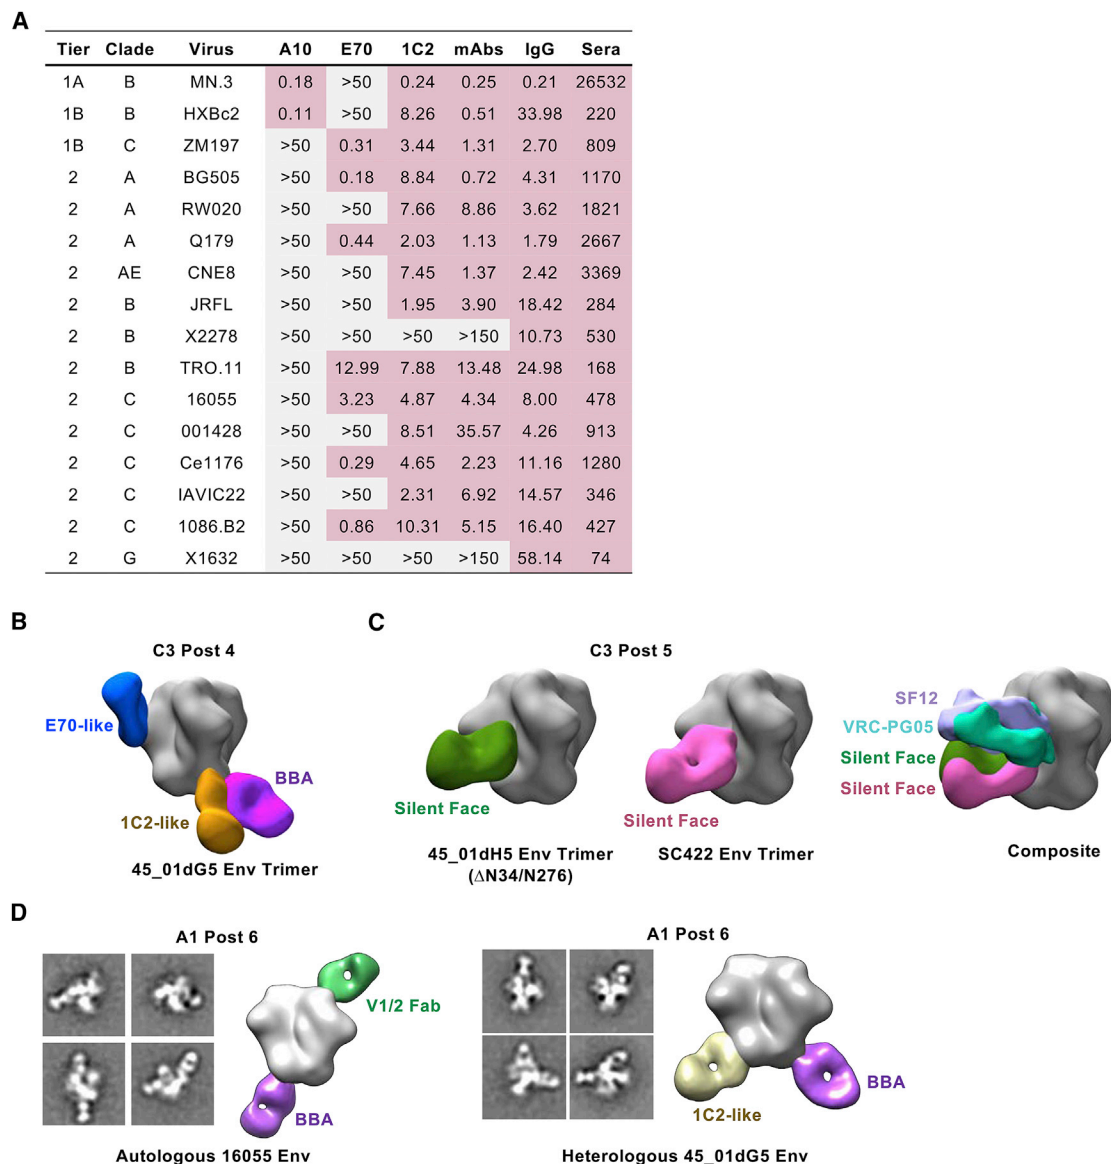 A
Tier Clade Virus A10 E70 1C2 mAbs IgG Sera
1A B MN.3 0.18 >50 0.24 0.25 0.21 26532
1B B HXBc2 0.11 >50 8.26 0.51 33.98 220
1B C ZM197 >50 0.31 3.44 1.31 2.70 809
2 A BG505 >50 0.18 8.84 0.72 4.31 1170
2 A RW020 >50 >50 7.66 8.86 3.62 1821
2 A Q179 >50 0.44 2.03 1.13 1.79 2667
2 AE CNE8 >50 >50 7.45 1.37 2.42 3369
2 B JRFL >50 >50 1.95 3.90 18.42 284
2 B X2278 >50 >50 >50 >150 10.73 530
2 B TRO.11 >50 12.99 7.88 13.48 24.98 168
2 C 16055 >50 3.23 4.87 4.34 8.00 478
2 C 001428 >50 >50 8.51 35.57 4.26 913
2 C Ce1176 >50 0.29 4.65 2.23 11.16 1280
2 C IAVIC22 >50 >50 2.31 6.92 14.57 346
2 C 1086.B2 >50 0.86 10.31 5.15 16.40 427
2 G X1632 >50 >50 >50 >150 58.14 74
B
C3 Post 4
E70-like
BBA
1C2-like
45_01dG5 Env Trimer
C
C3 Post 5
Silent Face
45_01dH5 Env Trimer
(ΔN34/N276)
Silent Face
SC422 Env Trimer
SF12
VRC-PG05
Silent Face
Silent Face
Composite
D
A1 Post 6
V1/2 Fab
BBA
Autologous 16055 Env
A1 Post 6
1C2-like
BBA
Heterologous 45_01dG5 Env